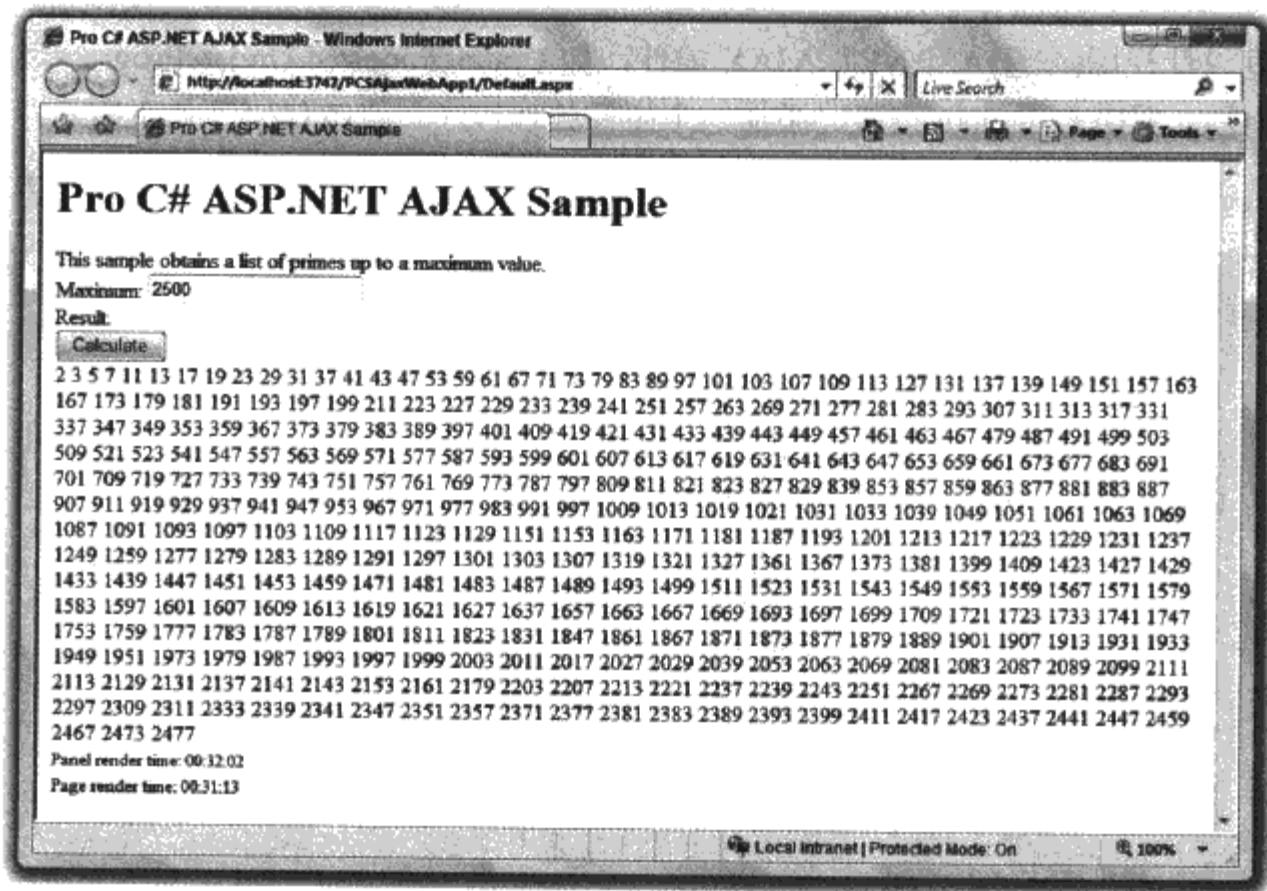 Pro C# ASP.NET AJAX Sample - Windows Internet Explorer
http://localhost:3747/PCSAjaxWebApp1/Default.aspx
Live Search
Pro C# ASP.NET AJAX Sample
Page
Tools
Pro C# ASP.NET AJAX Sample
This sample obtains a list of primes up to a maximum value.
Maximum: 2500
Result:
Calculate
2 3 5 7 11 13 17 19 23 29 31 37 41 43 47 53 59 61 67 71 73 79 83 89 97 101 103 107 109 113 127 131 137 139 149 151 157 163
167 173 179 181 191 193 197 199 211 223 227 229 233 239 241 251 257 263 269 271 277 281 283 293 307 311 313 317 331
337 347 349 353 359 367 373 379 383 389 397 401 409 419 421 431 433 439 443 449 457 461 463 467 479 487 491 499 503
509 521 523 541 547 557 563 569 571 577 587 593 599 601 607 613 617 619 631 641 643 647 653 659 661 673 677 683 691
701 709 719 727 733 739 743 751 757 761 769 773 787 797 809 811 821 823 827 829 839 853 857 859 863 877 881 883 887
907 911 919 929 937 941 947 953 967 971 977 983 991 997 1009 1013 1019 1021 1031 1033 1039 1049 1051 1061 1063 1069
1087 1091 1093 1097 1103 1109 1117 1123 1129 1151 1153 1163 1171 1181 1187 1193 1201 1213 1217 1223 1229 1231 1237
1249 1259 1277 1279 1283 1289 1291 1297 1301 1303 1307 1319 1321 1327 1361 1367 1373 1381 1399 1409 1423 1427 1429
1433 1439 1447 1451 1453 1459 1471 1481 1483 1487 1489 1493 1499 1511 1523 1531 1543 1549 1553 1559 1567 1571 1579
1583 1597 1601 1607 1609 1613 1619 1621 1627 1637 1657 1663 1667 1669 1693 1697 1699 1709 1721 1723 1733 1741 1747
1753 1759 1777 1783 1787 1789 1801 1811 1823 1831 1847 1861 1867 1871 1873 1877 1879 1889 1901 1907 1913 1931 1933
1949 1951 1973 1979 1987 1993 1997 1999 2003 2011 2017 2027 2029 2039 2053 2063 2069 2081 2083 2087 2089 2099 2111
2113 2129 2131 2137 2141 2143 2153 2161 2179 2203 2207 2213 2221 2237 2239 2243 2251 2267 2269 2273 2281 2287 2293
2297 2309 2311 2333 2339 2341 2347 2351 2357 2371 2377 2381 2383 2389 2393 2399 2411 2417 2423 2437 2441 2447 2459
2467 2473 2477
Panel render time: 00:32:02
Page render time: 00:31:13
Local intranet | Protected Mode: On
100%